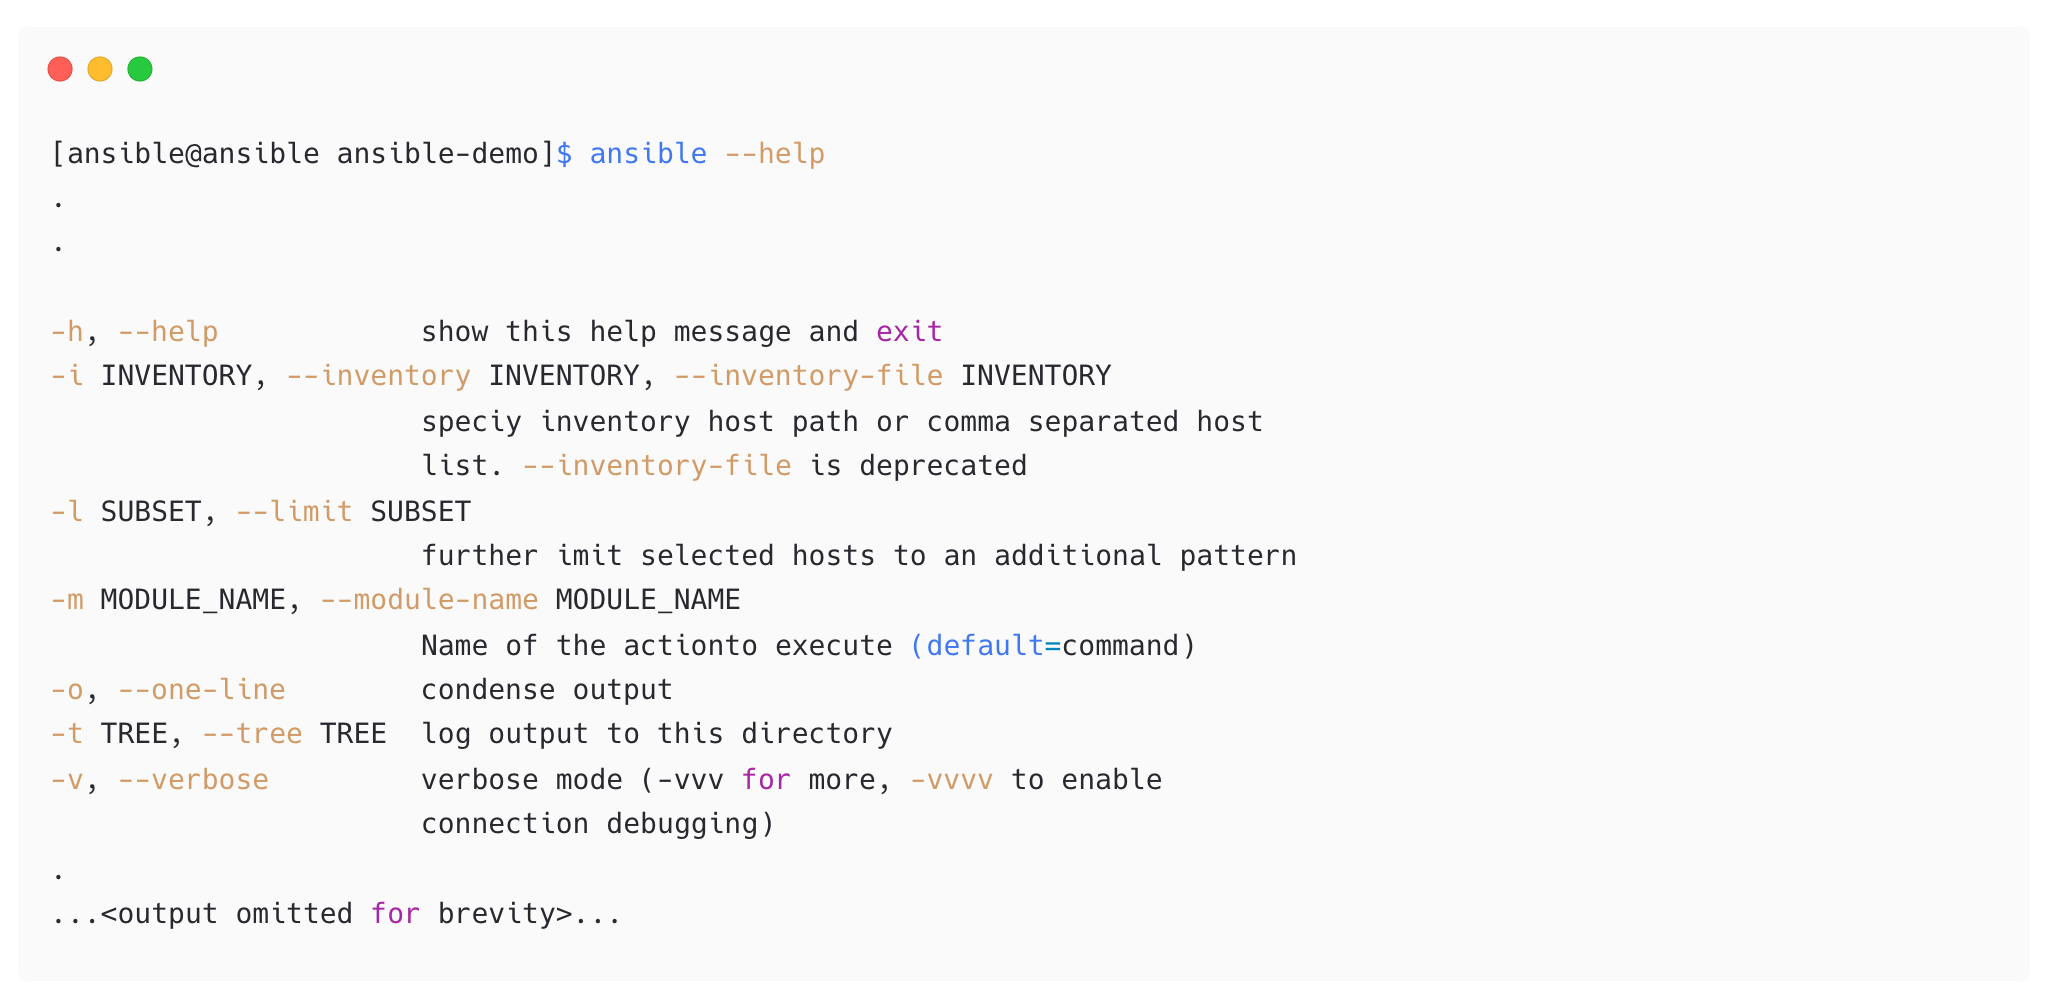 [ansible@ansible ansible-demo]$ ansible --help
.
.
-h, --help            show this help message and exit
-i INVENTORY, --inventory INVENTORY, --inventory-file INVENTORY
                      speciy inventory host path or comma separated host
                      list. --inventory-file is deprecated
-l SUBSET, --limit SUBSET
                      further imit selected hosts to an additional pattern
-m MODULE_NAME, --module-name MODULE_NAME
                      Name of the actionto execute (default=command)
-o, --one-line        condense output
-t TREE, --tree TREE  log output to this directory
-v, --verbose         verbose mode (-vvv for more, -vvvv to enable
                      connection debugging)
.
...<output omitted for brevity>...